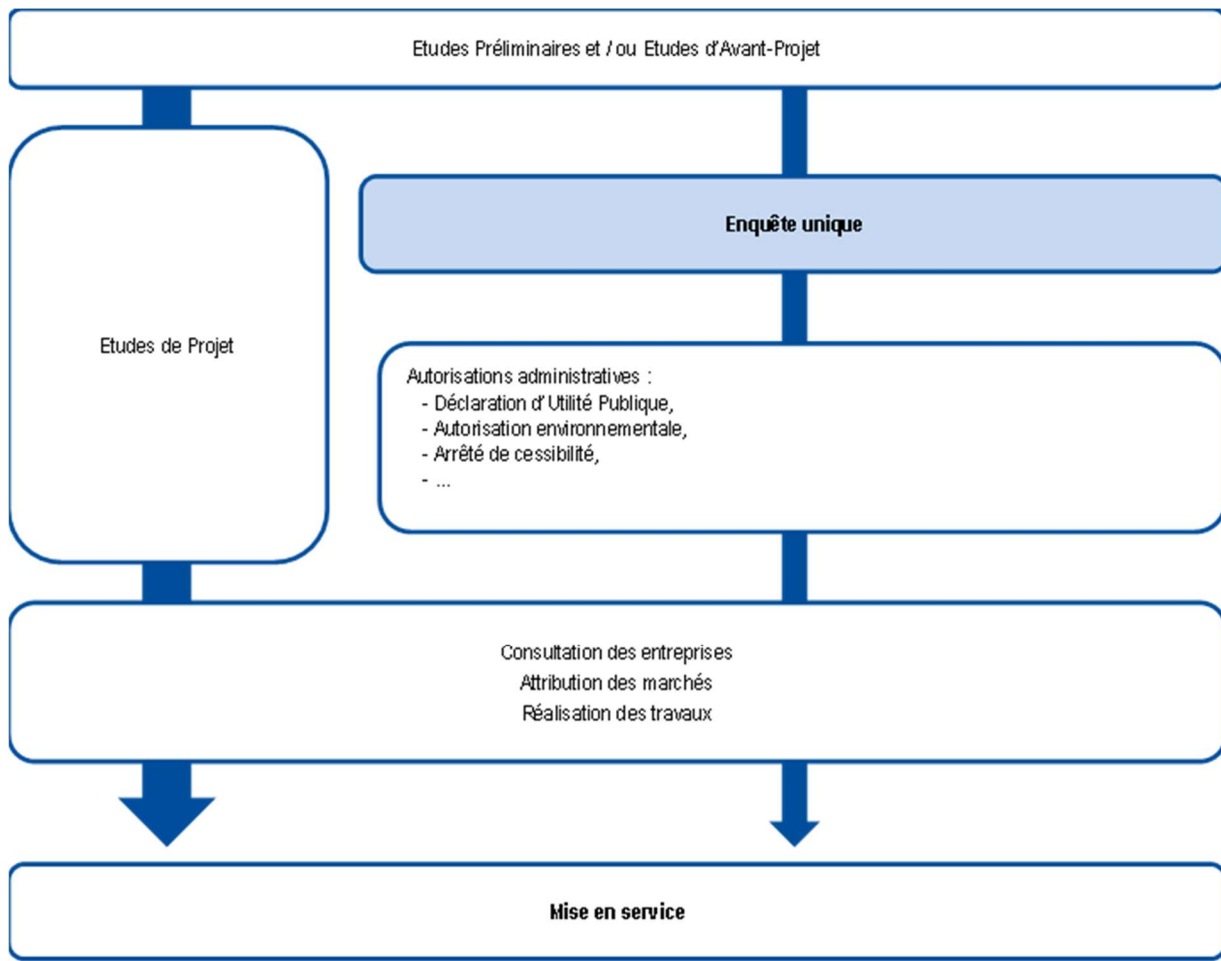 Etudes Préliminaires et / ou Etudes d'Avant-Projet
Enquête unique
Etudes de Projet
Autorisations administratives :
- Déclaration d' Utilité Publique,
- Autorisation environnementale,
- Arrêté de cessibilité,
- ...
Consultation des entreprises
Attribution des marchés
Réalisation des travaux
Mise en service